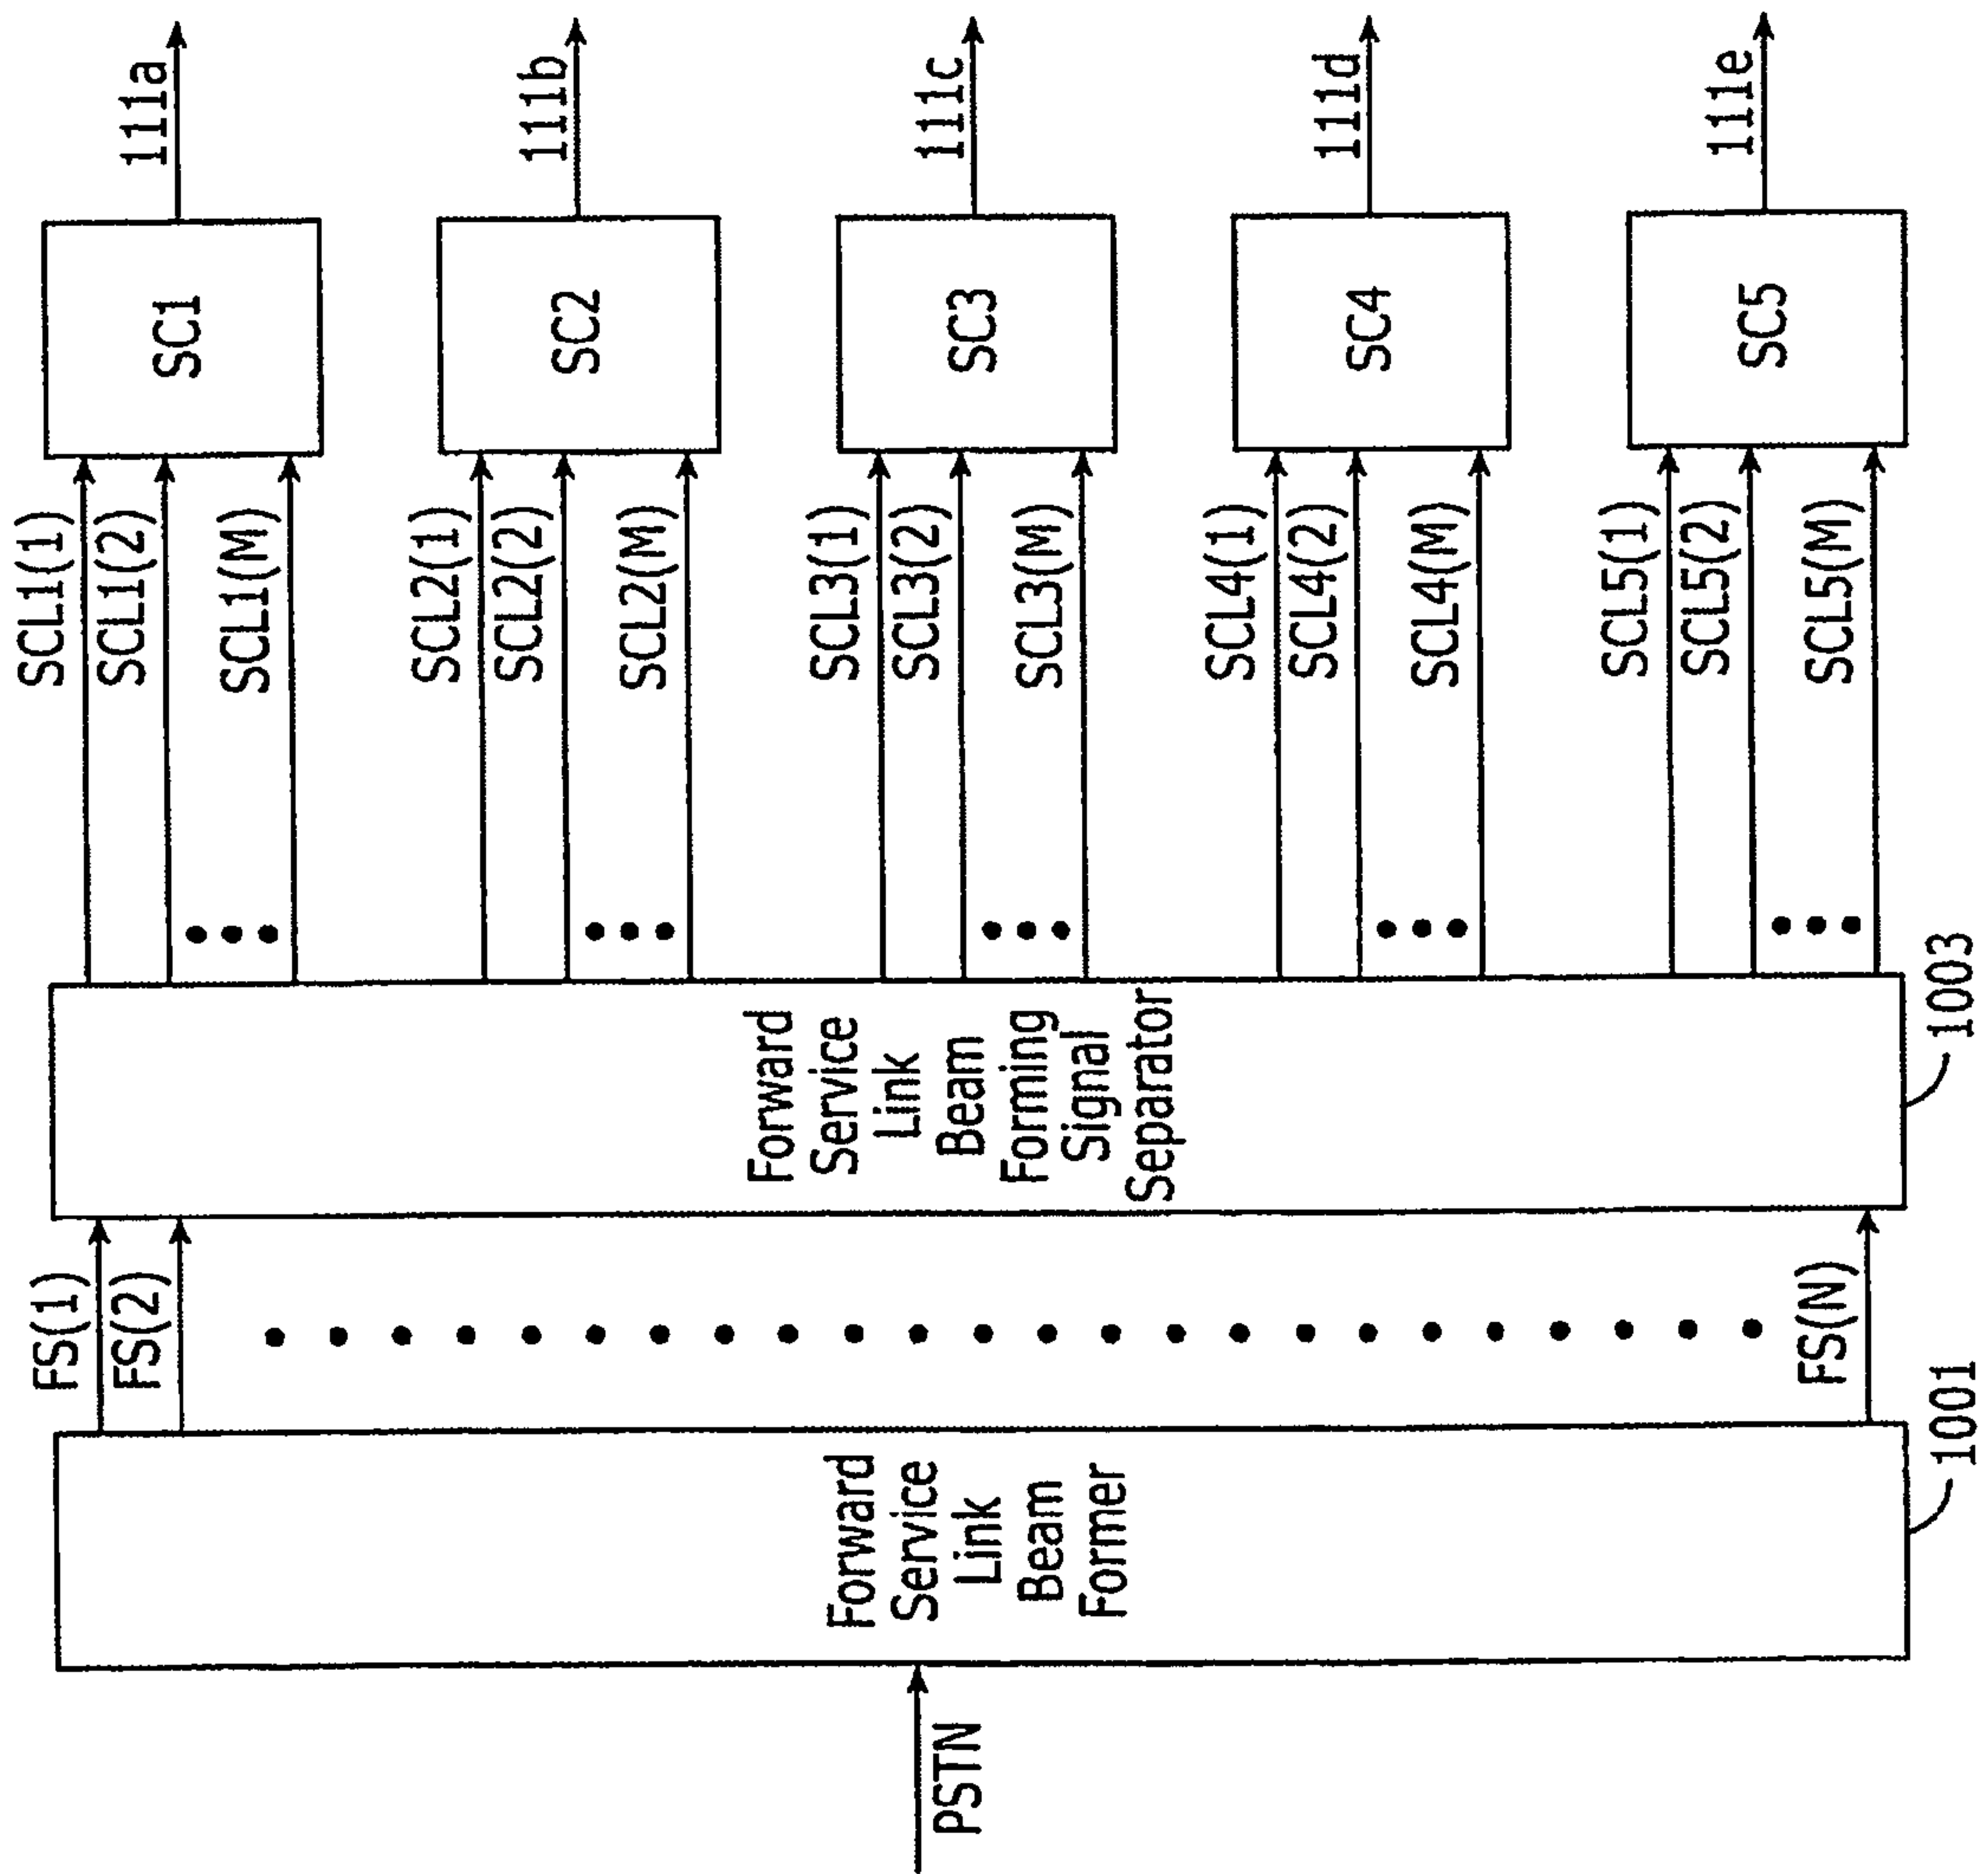 PSTN
Forward
Service
Link
Beam
Former
1001
FS(1)
FS(2)
FS(N)
Forward
Service
Link
Beam
Forming
Signal
Separator
1003
SCL1(1)
SCL1(2)
SCL1(M)
SCL2(1)
SCL2(2)
SCL2(M)
SCL3(1)
SCL3(2)
SCL3(M)
SCL4(1)
SCL4(2)
SCL4(M)
SCL5(1)
SCL5(2)
SCL5(M)
SC1
SC2
SC3
SC4
SC5
111a
111b
111c
111d
111e